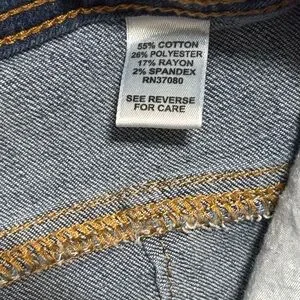 55% COTTON
26% POLYESTER
17% RAYON
2% SPANDEX
RN37080
SEE REVERSE
FOR CARE